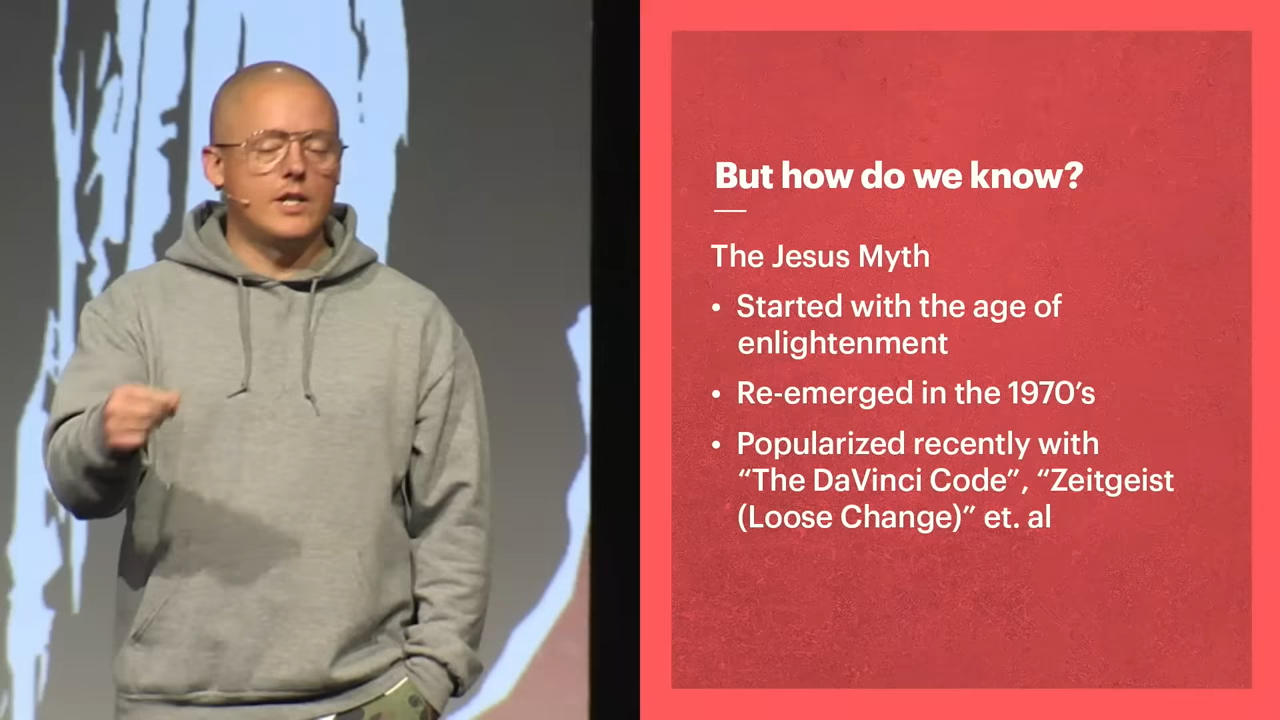 But how do we know?
The Jesus Myth
• Started with the age of
enlightenment
• Re-emerged in the 1970’s
• Popularized recently with
“The DaVinci Code”, “Zeitgeist
(Loose Change)” et. al